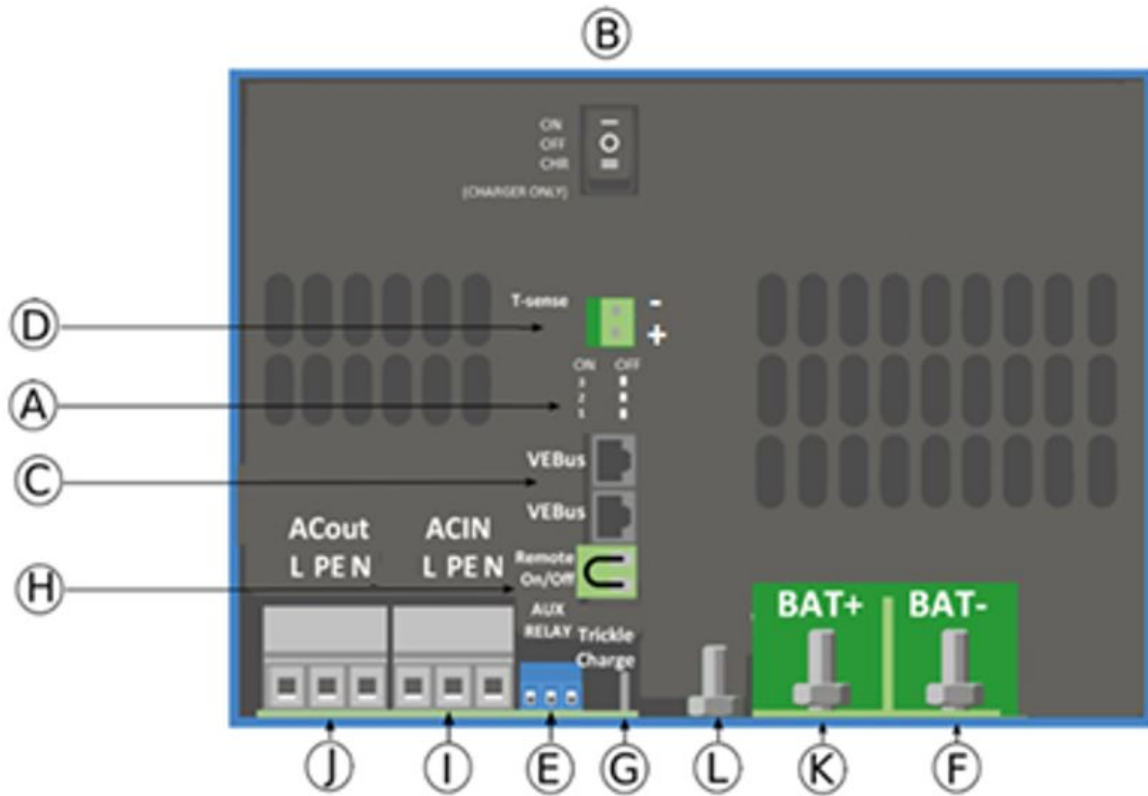 B
ON
OFF
CHR
(CHARGER ONLY)
D
T-sense
-
+
ON OFF
3
2
1
A
C
VEBus
VEBus
ACout
L PE N
ACIN
L PE N
H
Remote
On/Off
AUX
RELAY
Trickle
Charge
BAT+
BAT-
J
I
E
G
L
K
F